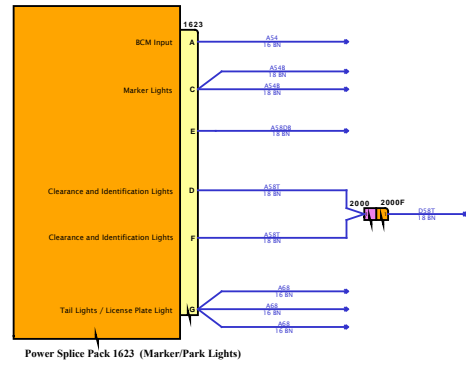 1623
BCM Input A A54
16 BN
A54B
18 BN
Marker Lights C A54B
18 BN
E A58DB
18 BN
Clearance and Identification Lights D A58T
18 BN
2000 2000F
D58T
18 BN
Clearance and Identification Lights F A58T
18 BN
A68
16 BN
Tail Lights / License Plate Light G A68
16 BN
A68
16 BN
Power Splice Pack 1623 (Marker/Park Lights)